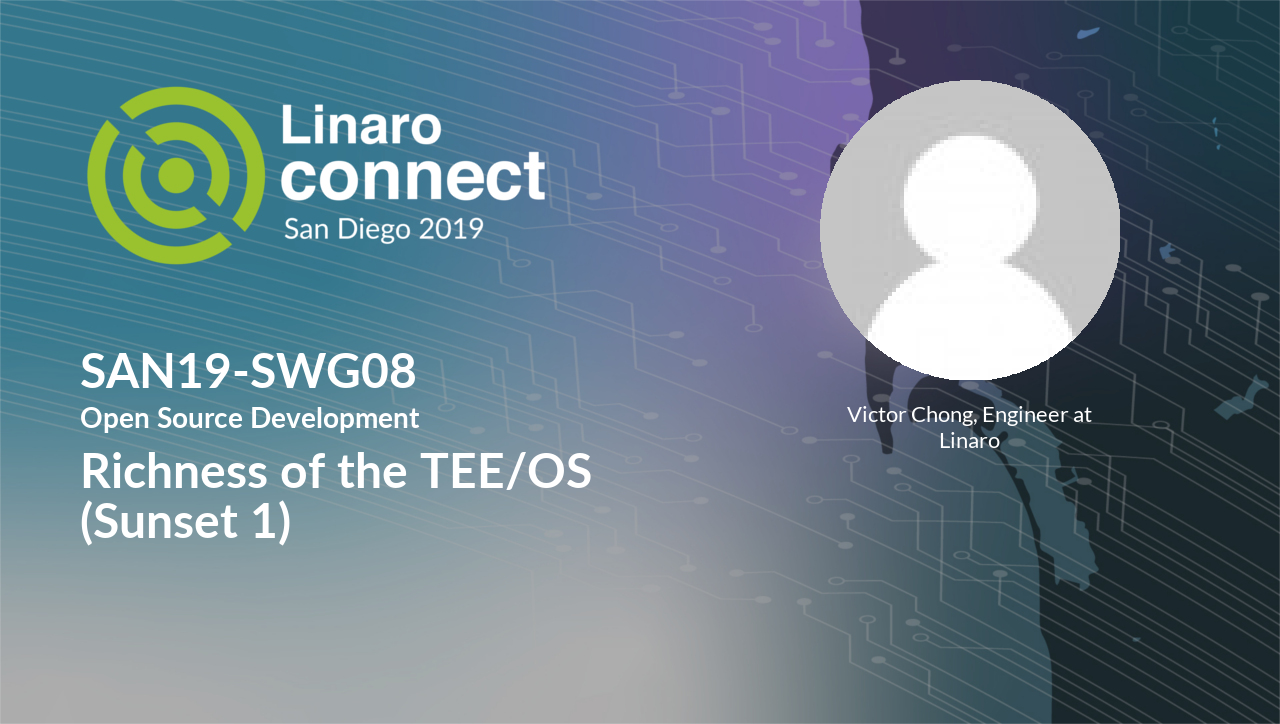 Linaro
connect
San Diego 2019
SAN19-SWG08
Open Source Development
Richness of the TEE/OS
(Sunset 1)
Victor Chong, Engineer at
Linaro